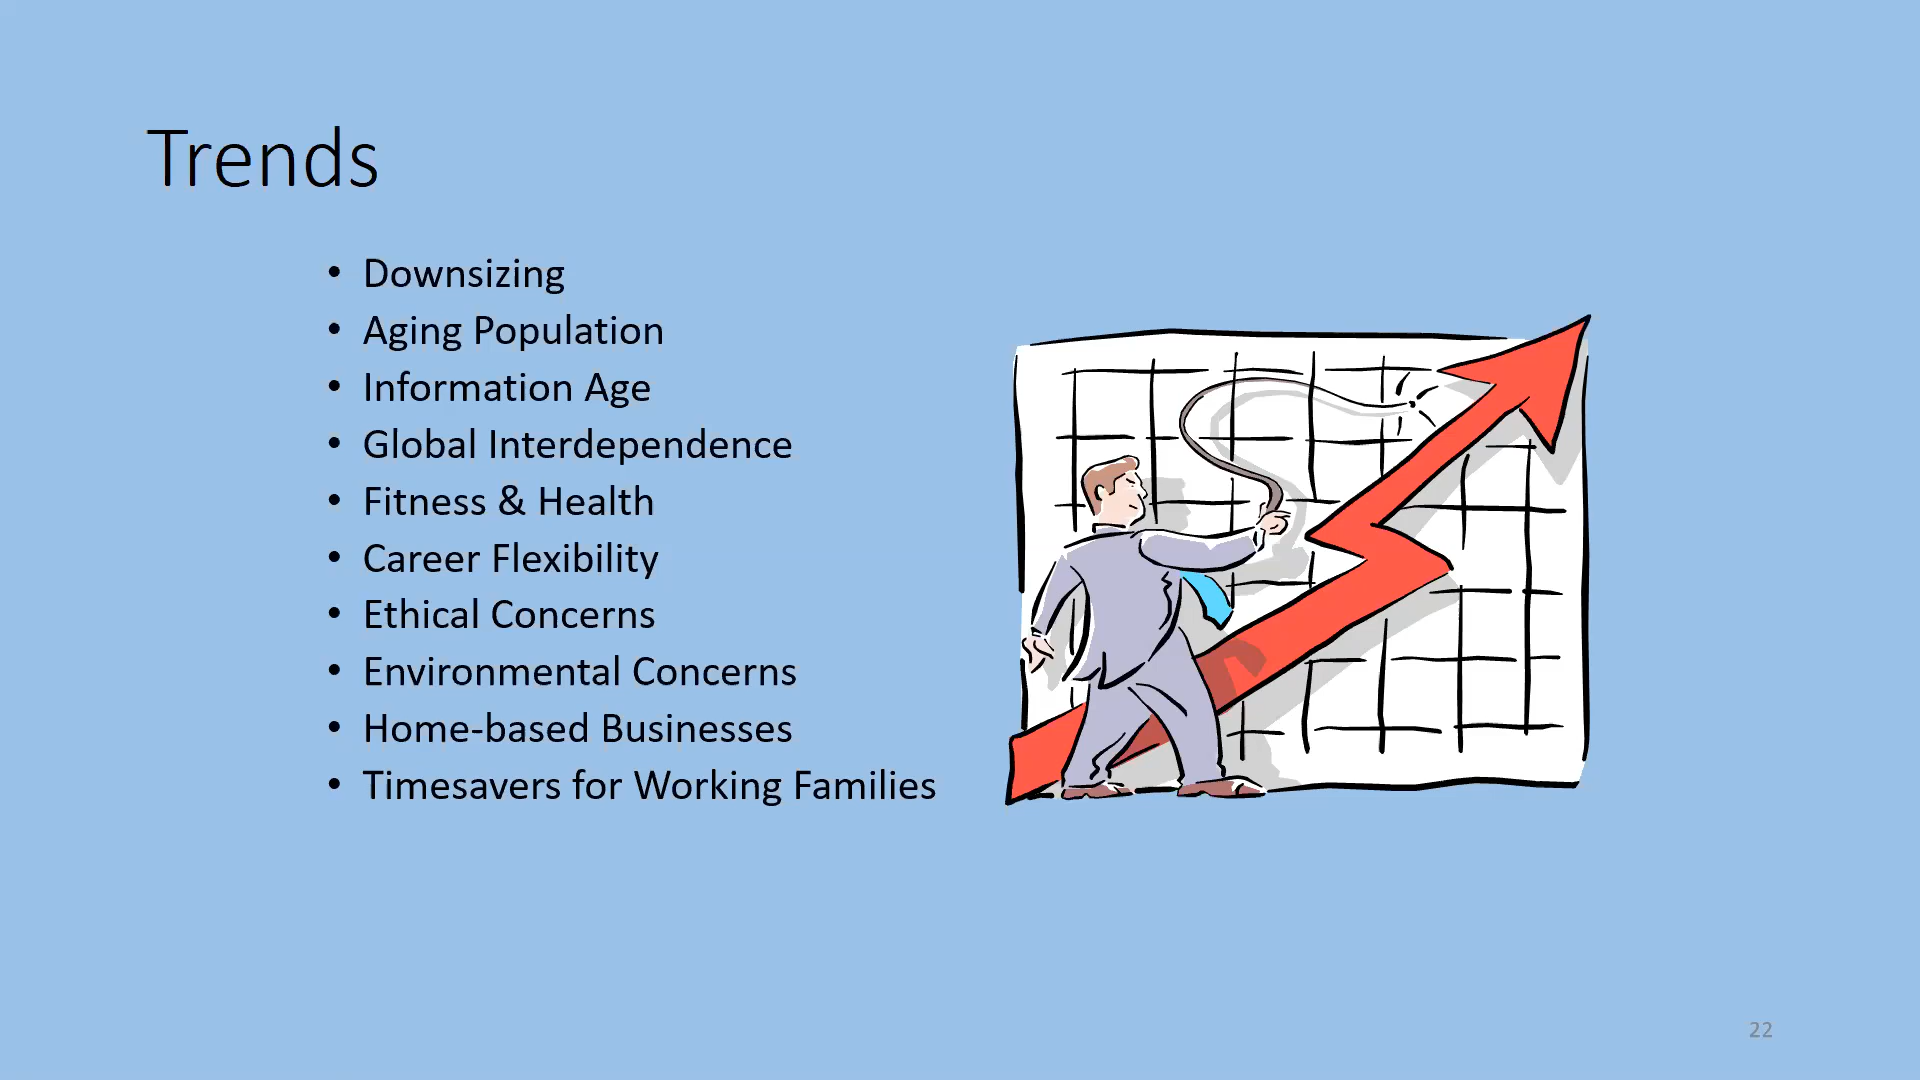 Trends
• Downsizing
• Aging Population
• Information Age
• Global Interdependence
• Fitness & Health
• Career Flexibility
• Ethical Concerns
• Environmental Concerns
• Home-based Businesses
• Timesavers for Working Families
22